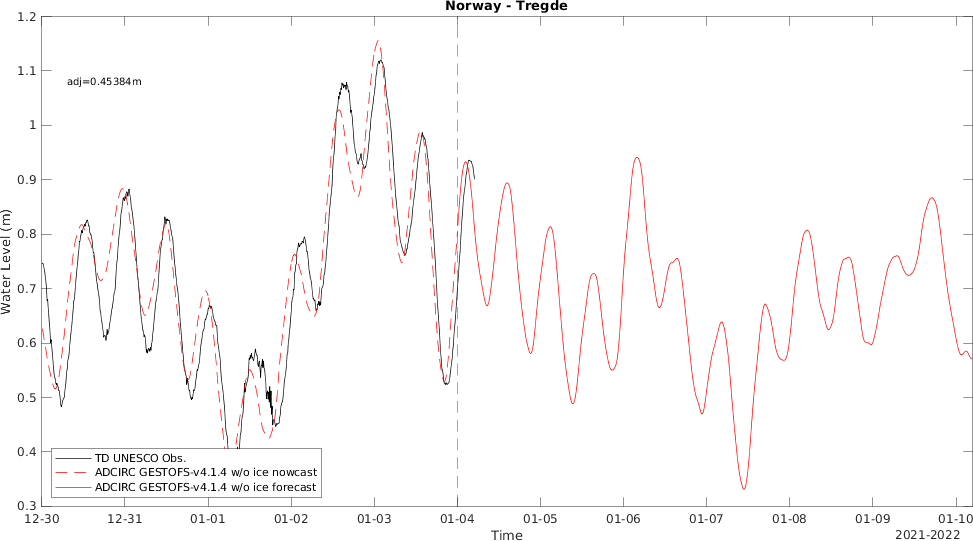 Norway - Tregde
1.2
1.1
1
0.9
0.8
0.7
0.6
0.5
0.4
0.3
Water Level (m)
adj=0.45384m
TD UNESCO Obs.
ADCIRC GESTOFS-v4.1.4 w/o ice nowcast
ADCIRC GESTOFS-v4.1.4 w/o ice forecast
12-30 12-31 01-01 01-02 01-03 01-04 01-05 01-06 01-07 01-08 01-09 01-10
Time
2021-2022